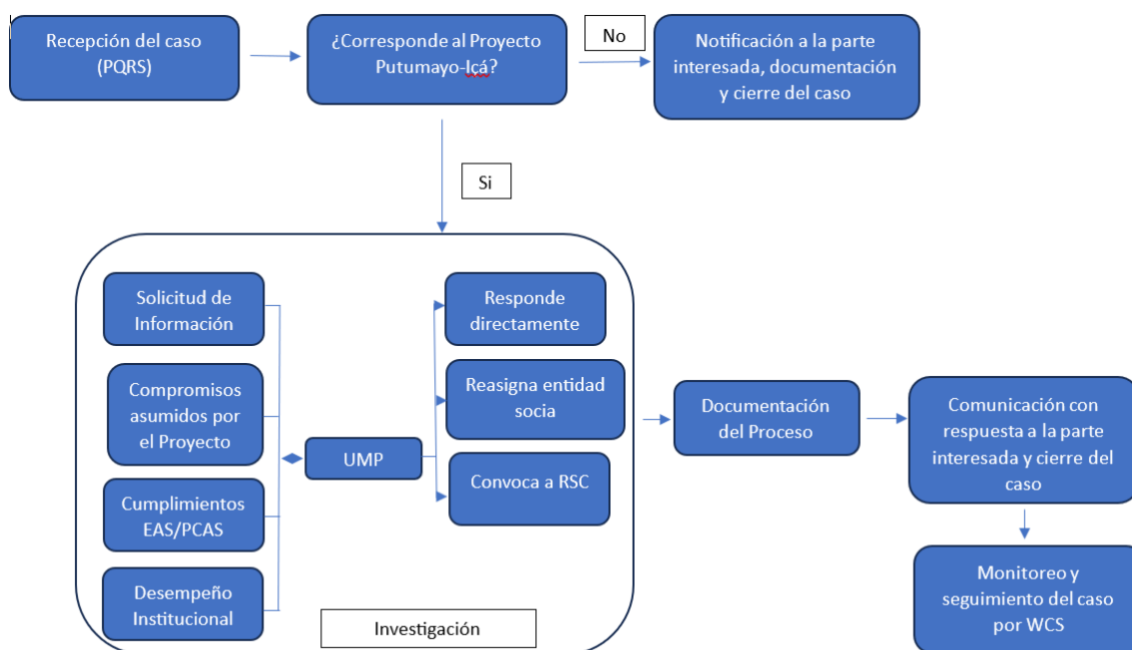 Recepción del caso
(PQRS)
¿Corresponde al Proyecto
Putumayo-Içá?
No
Notificación a la parte
interesada, documentación
y cierre del caso
Si
Solicitud de
Información
Compromisos
asumidos por
el Proyecto
Cumplimientos
EAS/PCAS
Desempeño
Institucional
UMP
Responde
directamente
Reasigna entidad
socia
Convoca a RSC
Investigación
Documentación
del Proceso
Comunicación con
respuesta a la parte
interesada y cierre del
caso
Monitoreo y
seguimiento del caso
por WCS